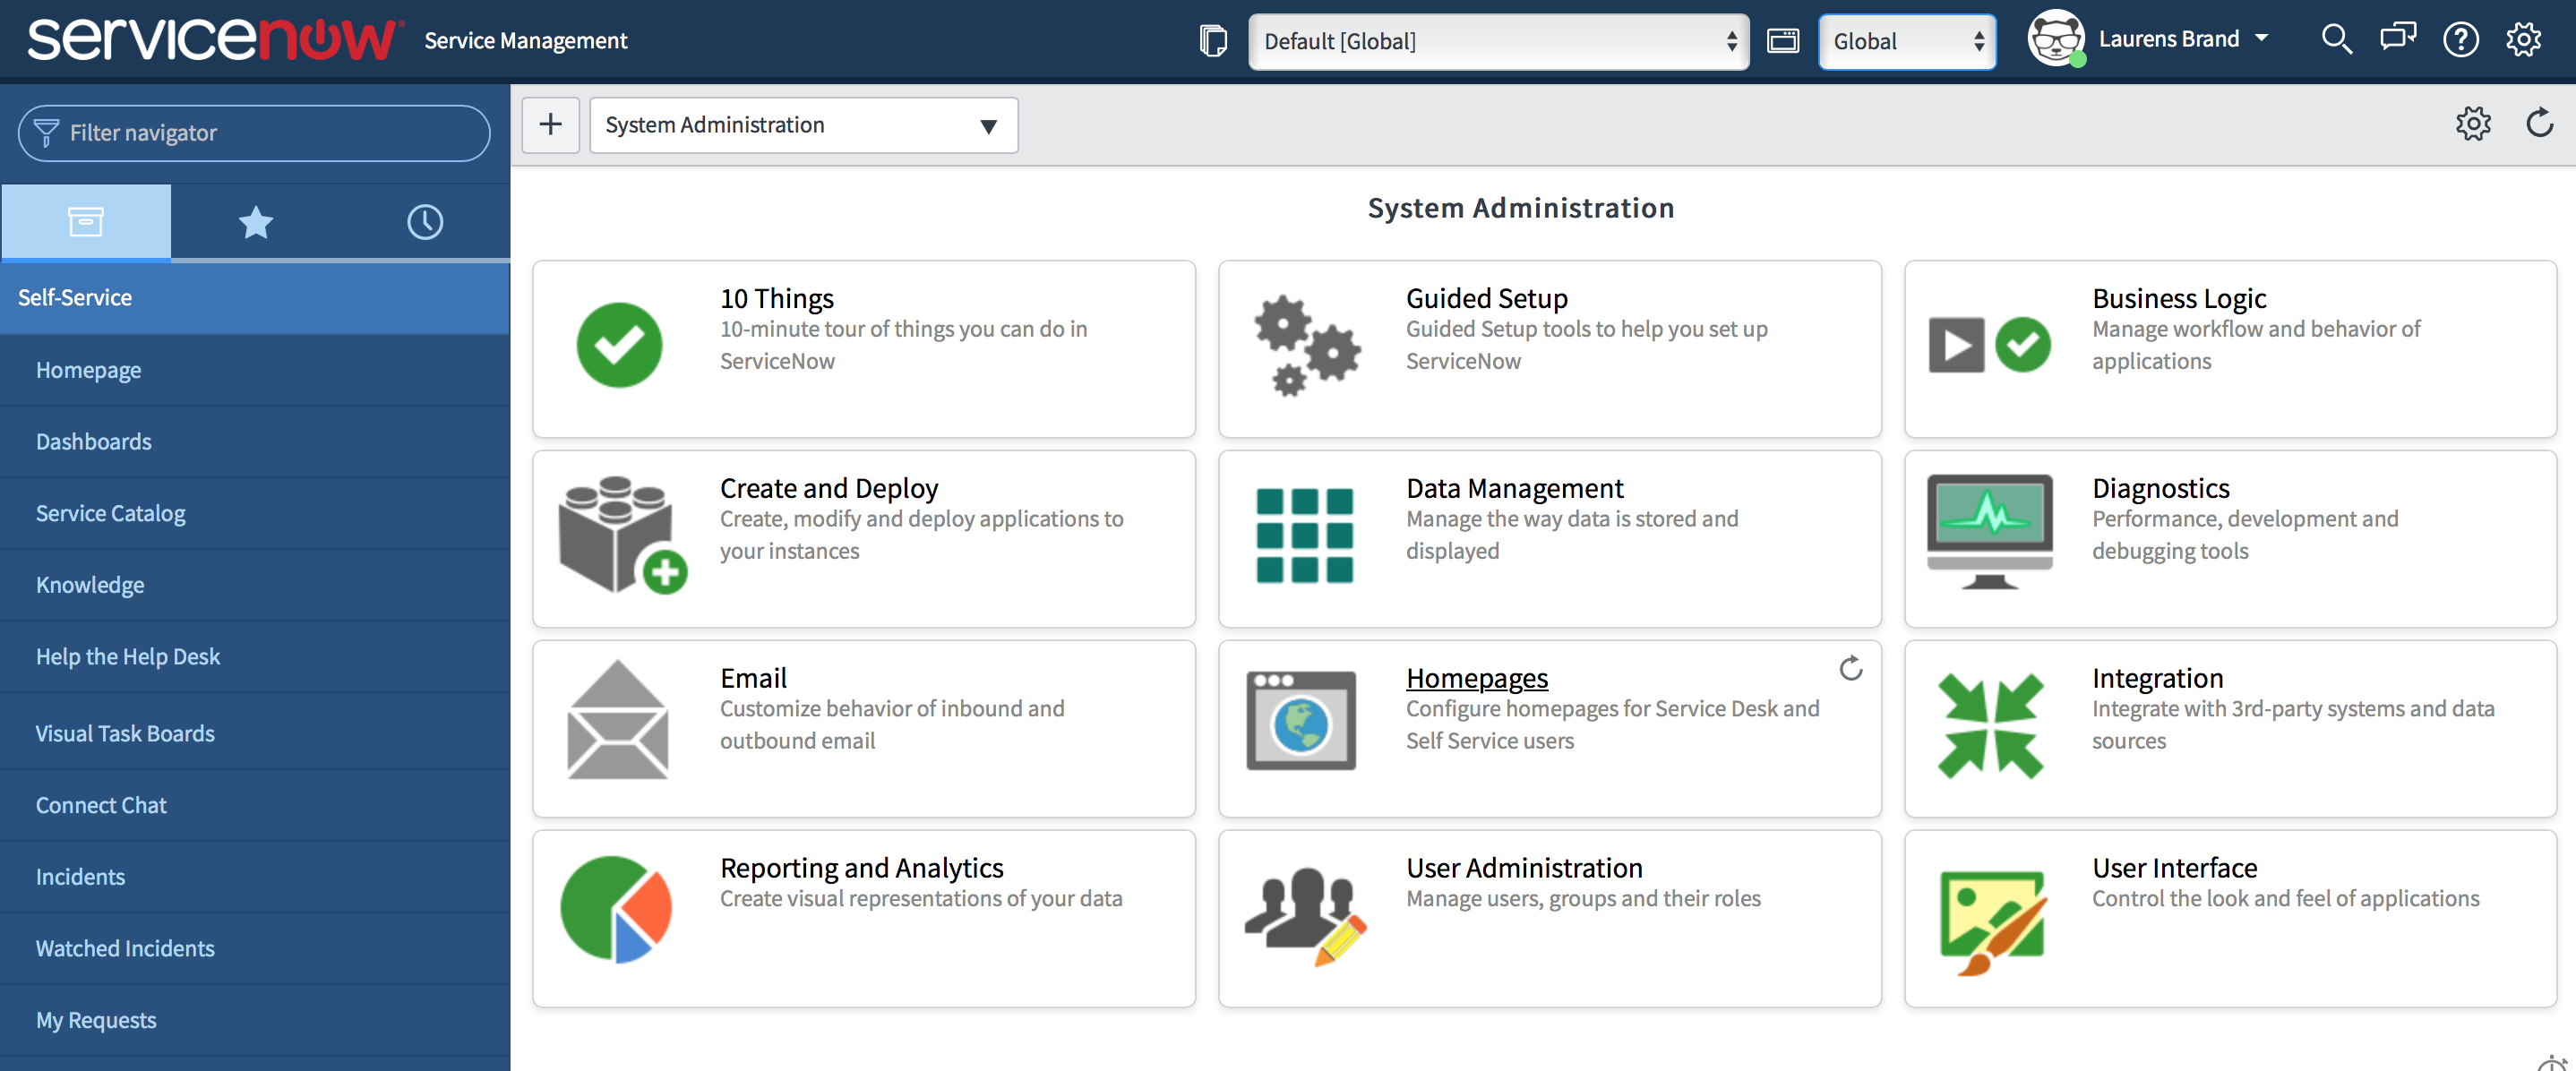 servicenow Service Management Default [Global] Global Laurens Brand
Filter navigator
System Administration
Self-Service
Homepage
Dashboards
Service Catalog
Knowledge
Help the Help Desk
Visual Task Boards
Connect Chat
Incidents
Watched Incidents
My Requests
System Administration
10 Things
10-minute tour of things you can do in
ServiceNow
Guided Setup
Guided Setup tools to help you set up
ServiceNow
Business Logic
Manage workflow and behavior of
applications
Create and Deploy
Create, modify and deploy applications to
your instances
Data Management
Manage the way data is stored and
displayed
Diagnostics
Performance, development and
debugging tools
Email
Customize behavior of inbound and
outbound email
Homepages
Configure homepages for Service Desk and
Self Service users
Integration
Integrate with 3rd-party systems and data
sources
Reporting and Analytics
Create visual representations of your data
User Administration
Manage users, groups and their roles
User Interface
Control the look and feel of applications